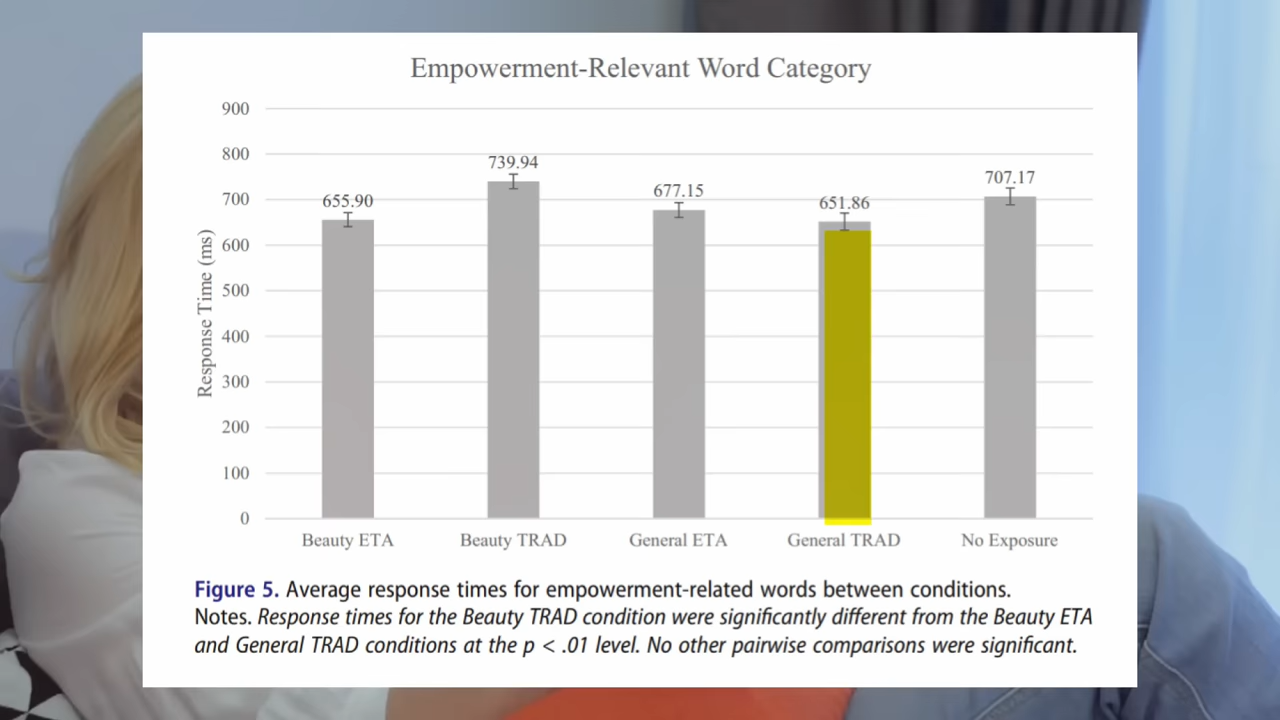 Empowerment-Relevant Word Category
900
800
700
600
500
400
300
200
100
0
Response Time (ms)
655.90
739.94
677.15
651.86
707.17
Beauty ETA
Beauty TRAD
General ETA
General TRAD
No Exposure
Figure 5. Average response times for empowerment-related words between conditions.
Notes. Response times for the Beauty TRAD condition were significantly different from the Beauty ETA
and General TRAD conditions at the p < .01 level. No other pairwise comparisons were significant.